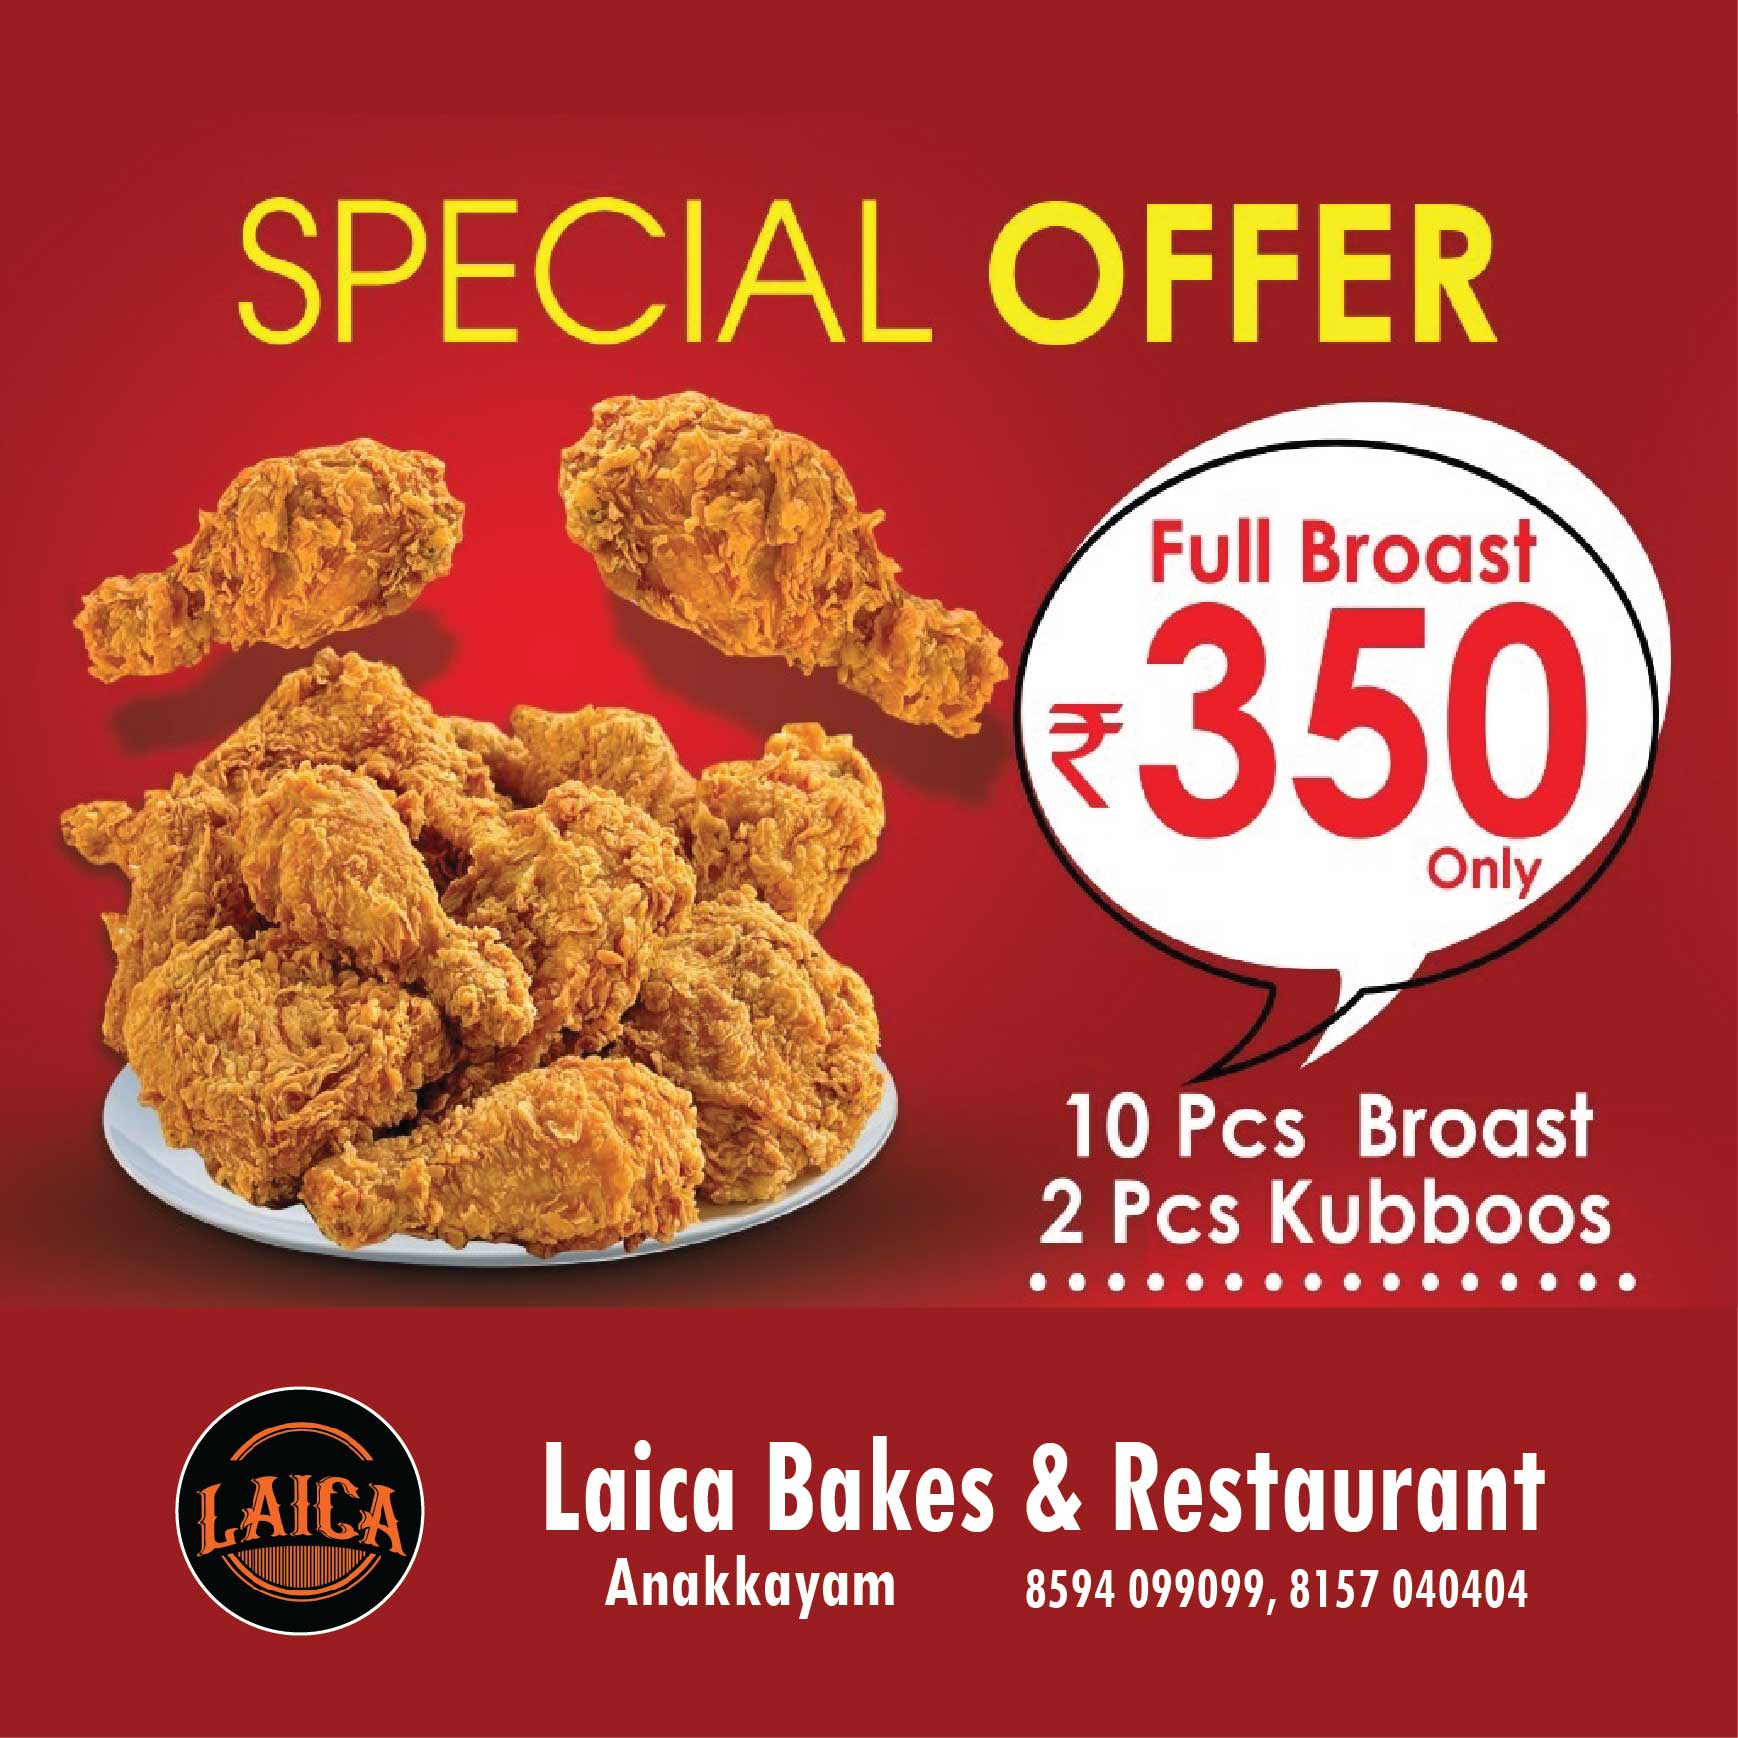 SPECIAL OFFER
Full Broast
₹350
Only
10 Pcs Broast
2 Pcs Kubboos
LAICA
Laica Bakes & Restaurant
Anakkayam 8594 099099, 8157 040404